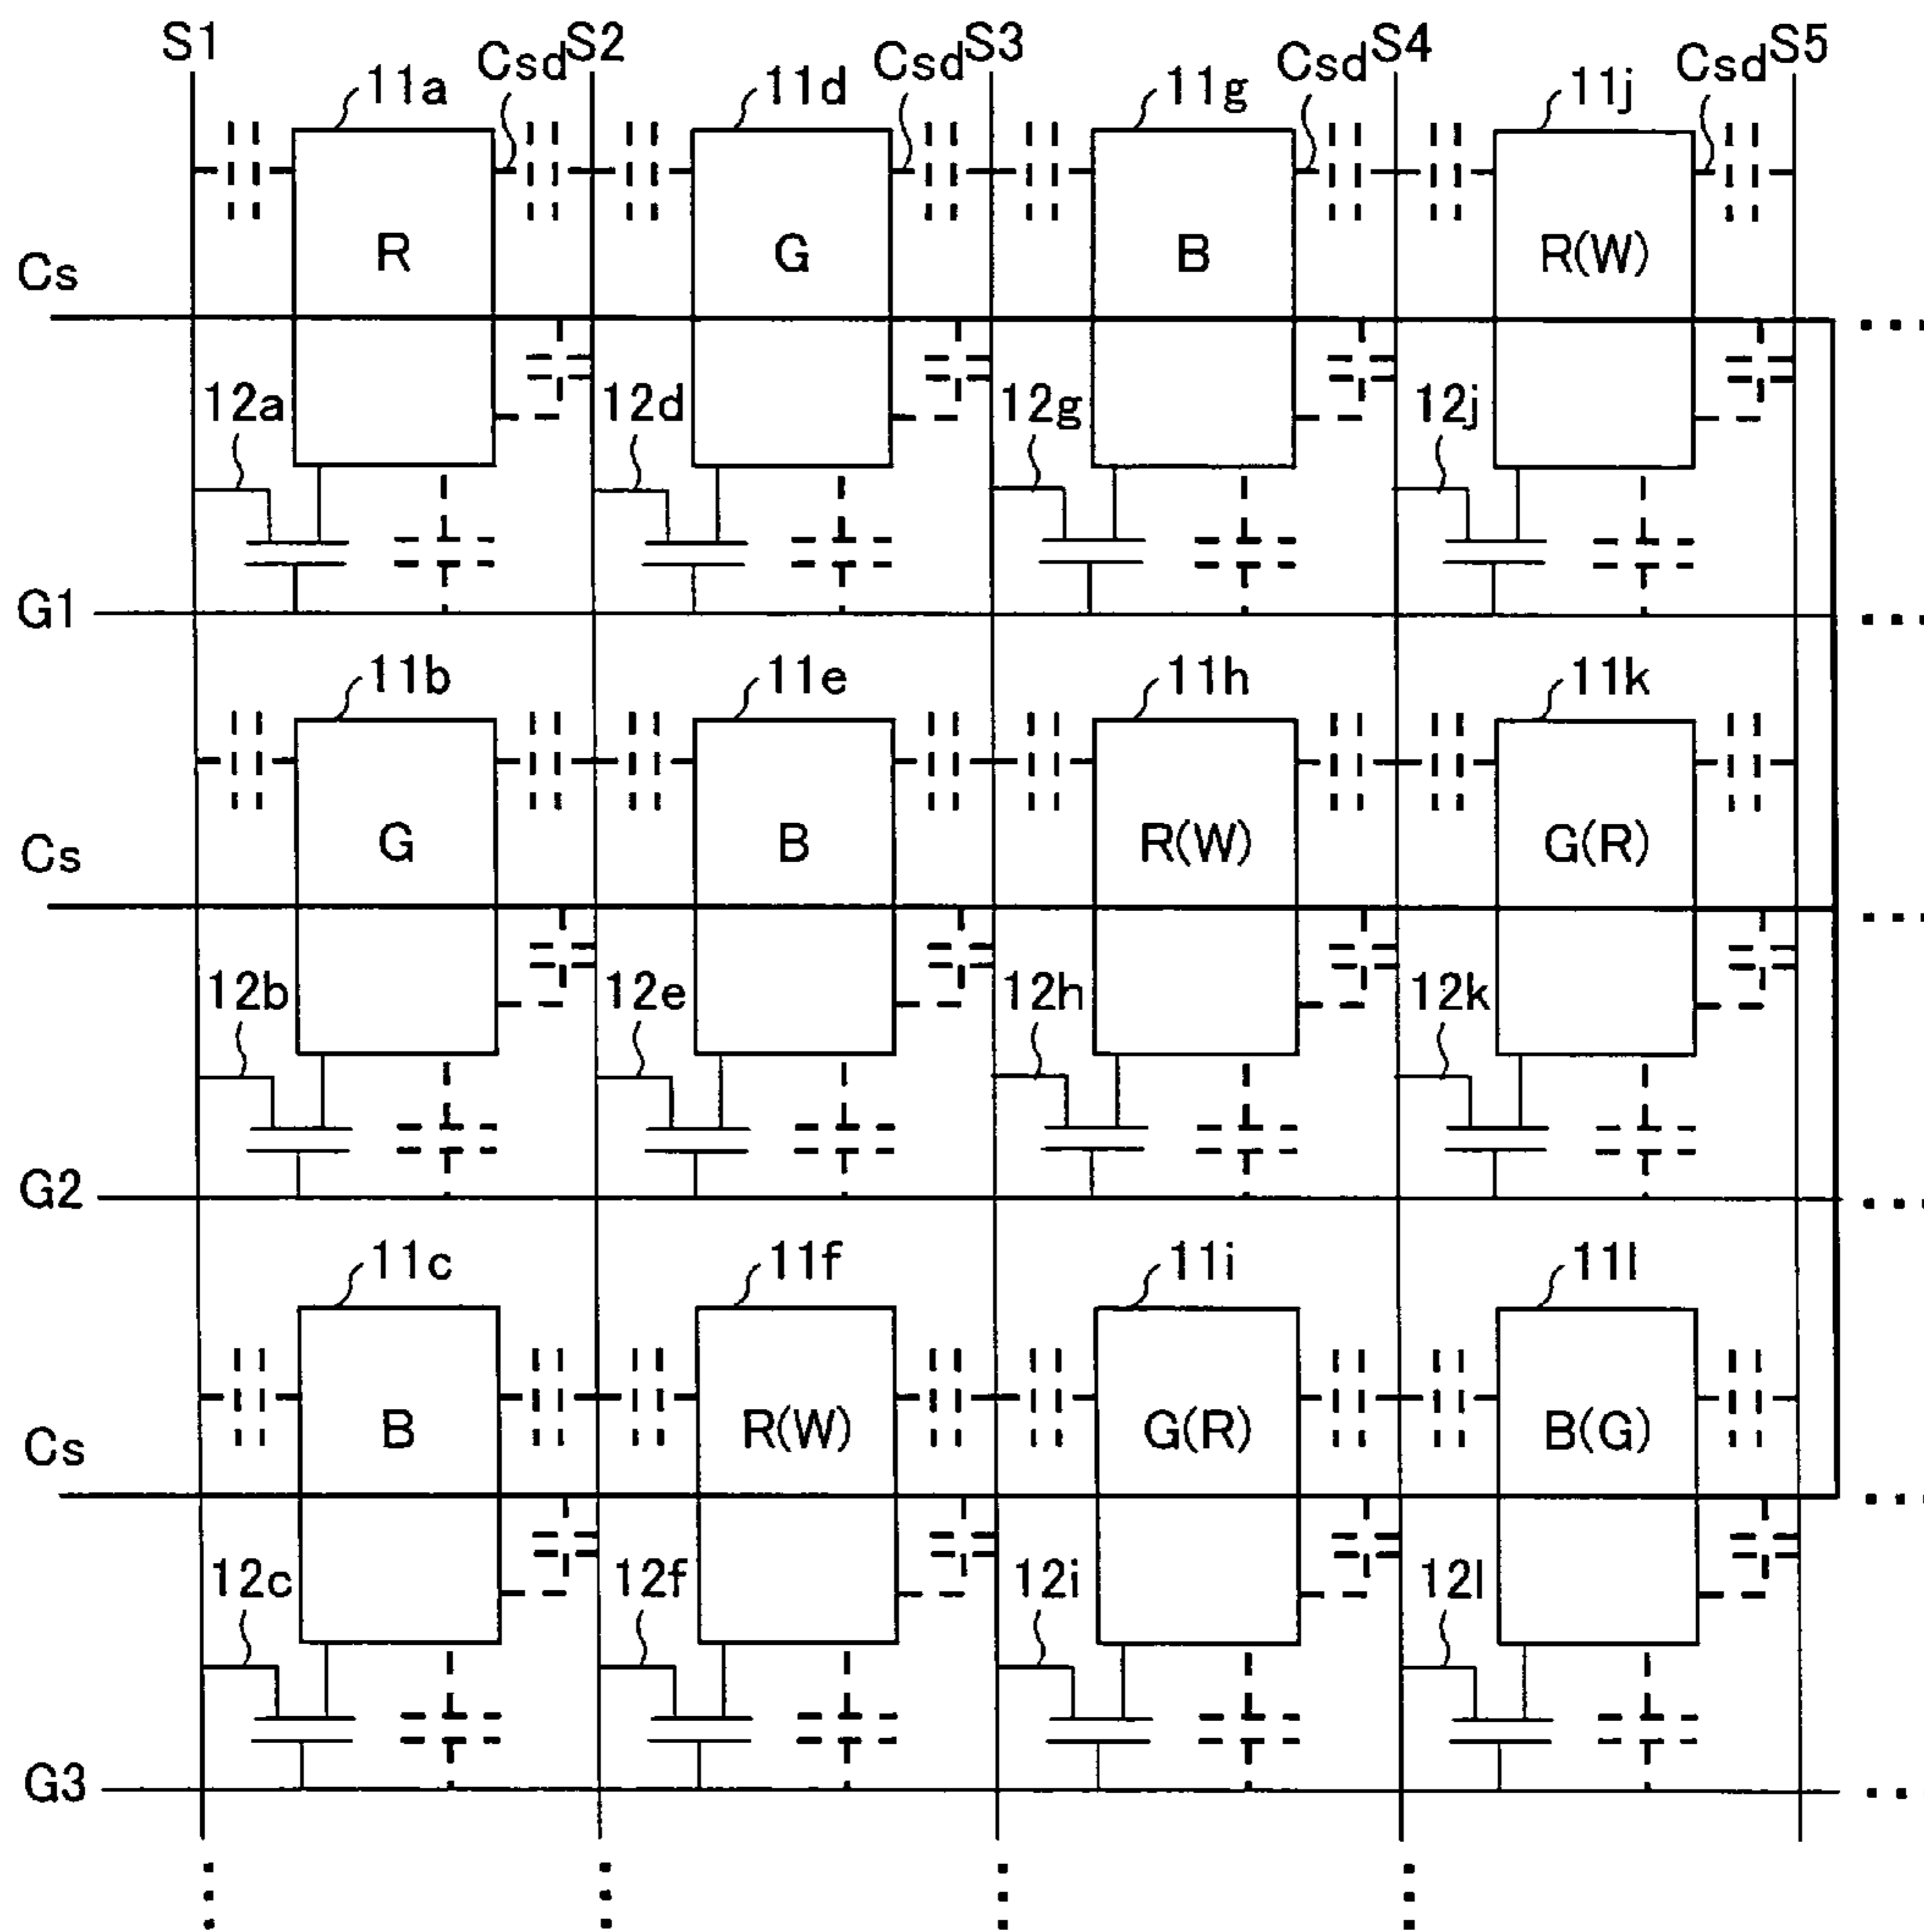 S1 Csd S2 Csd S3 Csd S4 Csd S5
11a 11d 11g 11j
R G B R(W)
Cs
12a 12d 12g 12j
G1
11b 11e 11h 11k
G B R(W) G(R)
Cs
12b 12e 12h 12k
G2
11c 11f 11i 11l
B R(W) G(R) B(G)
Cs
12c 12f 12i 12l
G3